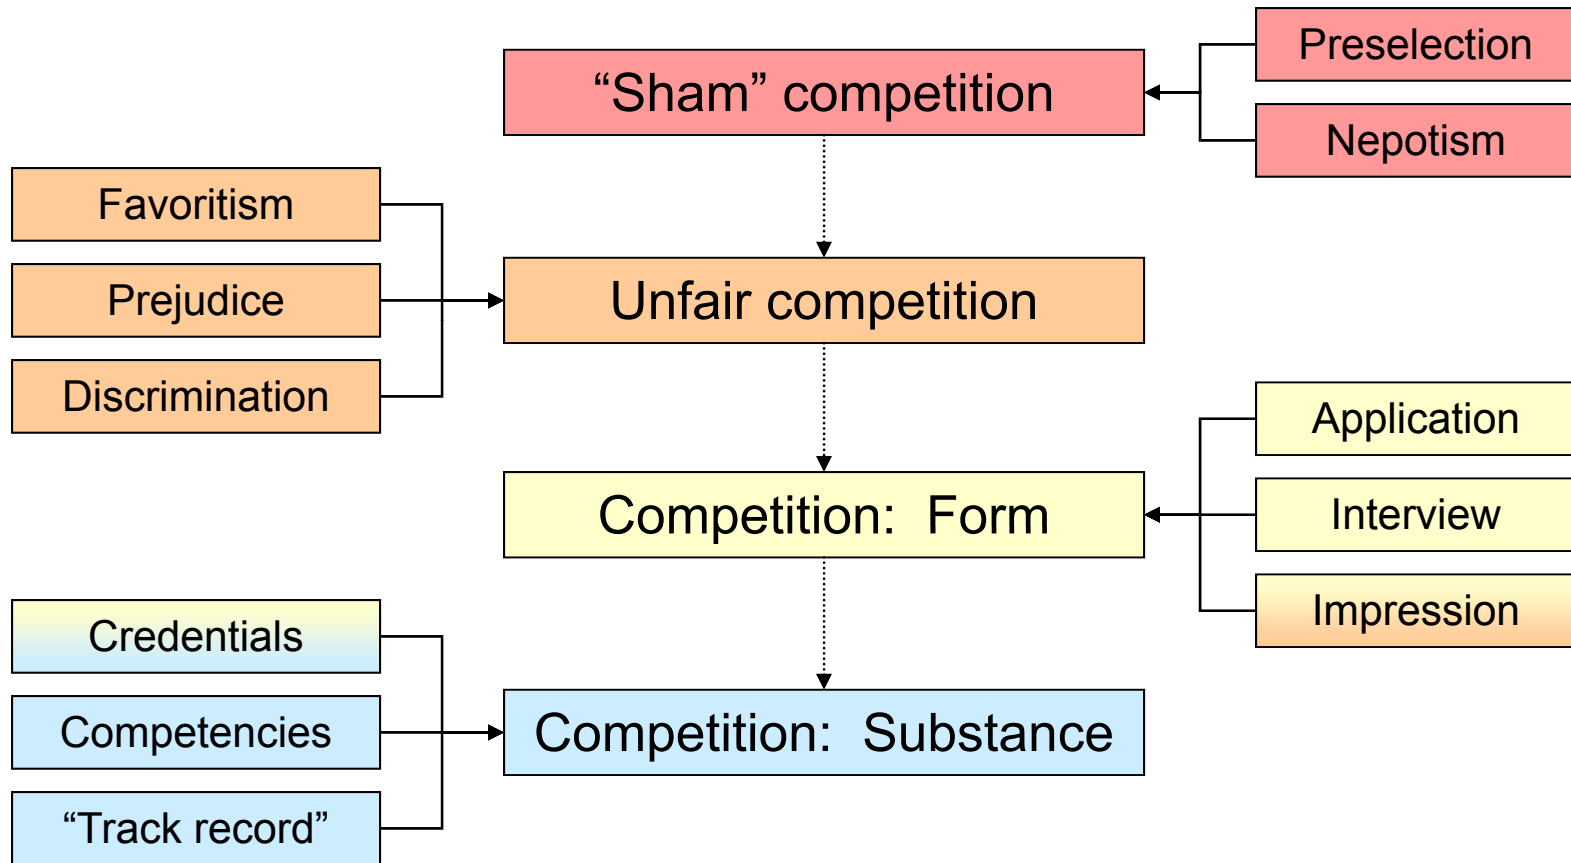 Preselection
“Sham” competition
Nepotism
Favoritism
Prejudice
Unfair competition
Discrimination
Application
Interview
Competition:  Form
Impression
Credentials
Competencies
Competition:  Substance
“Track record”